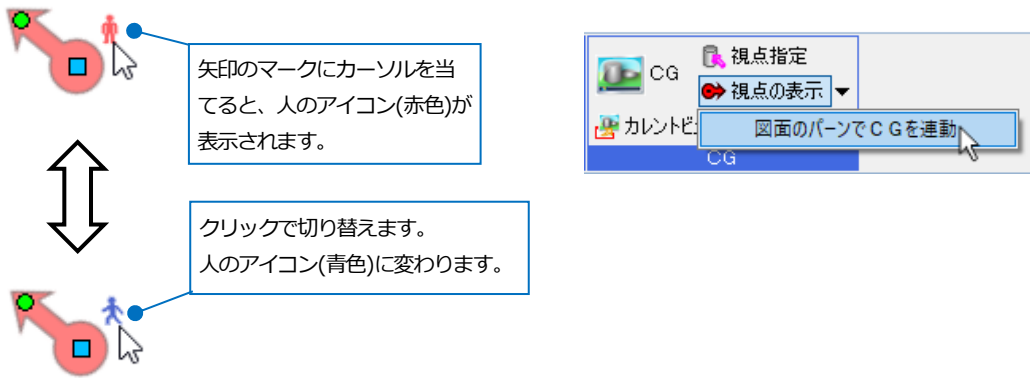 矢印のマークにカーソルを当
てると、人のアイコン(赤色)が
表示されます。
クリックで切り替えます。
人のアイコン(青色)に変わります。
CG
視点指定
視点の表示
カレントビ
図面のパーンでＣＧを連動
CG